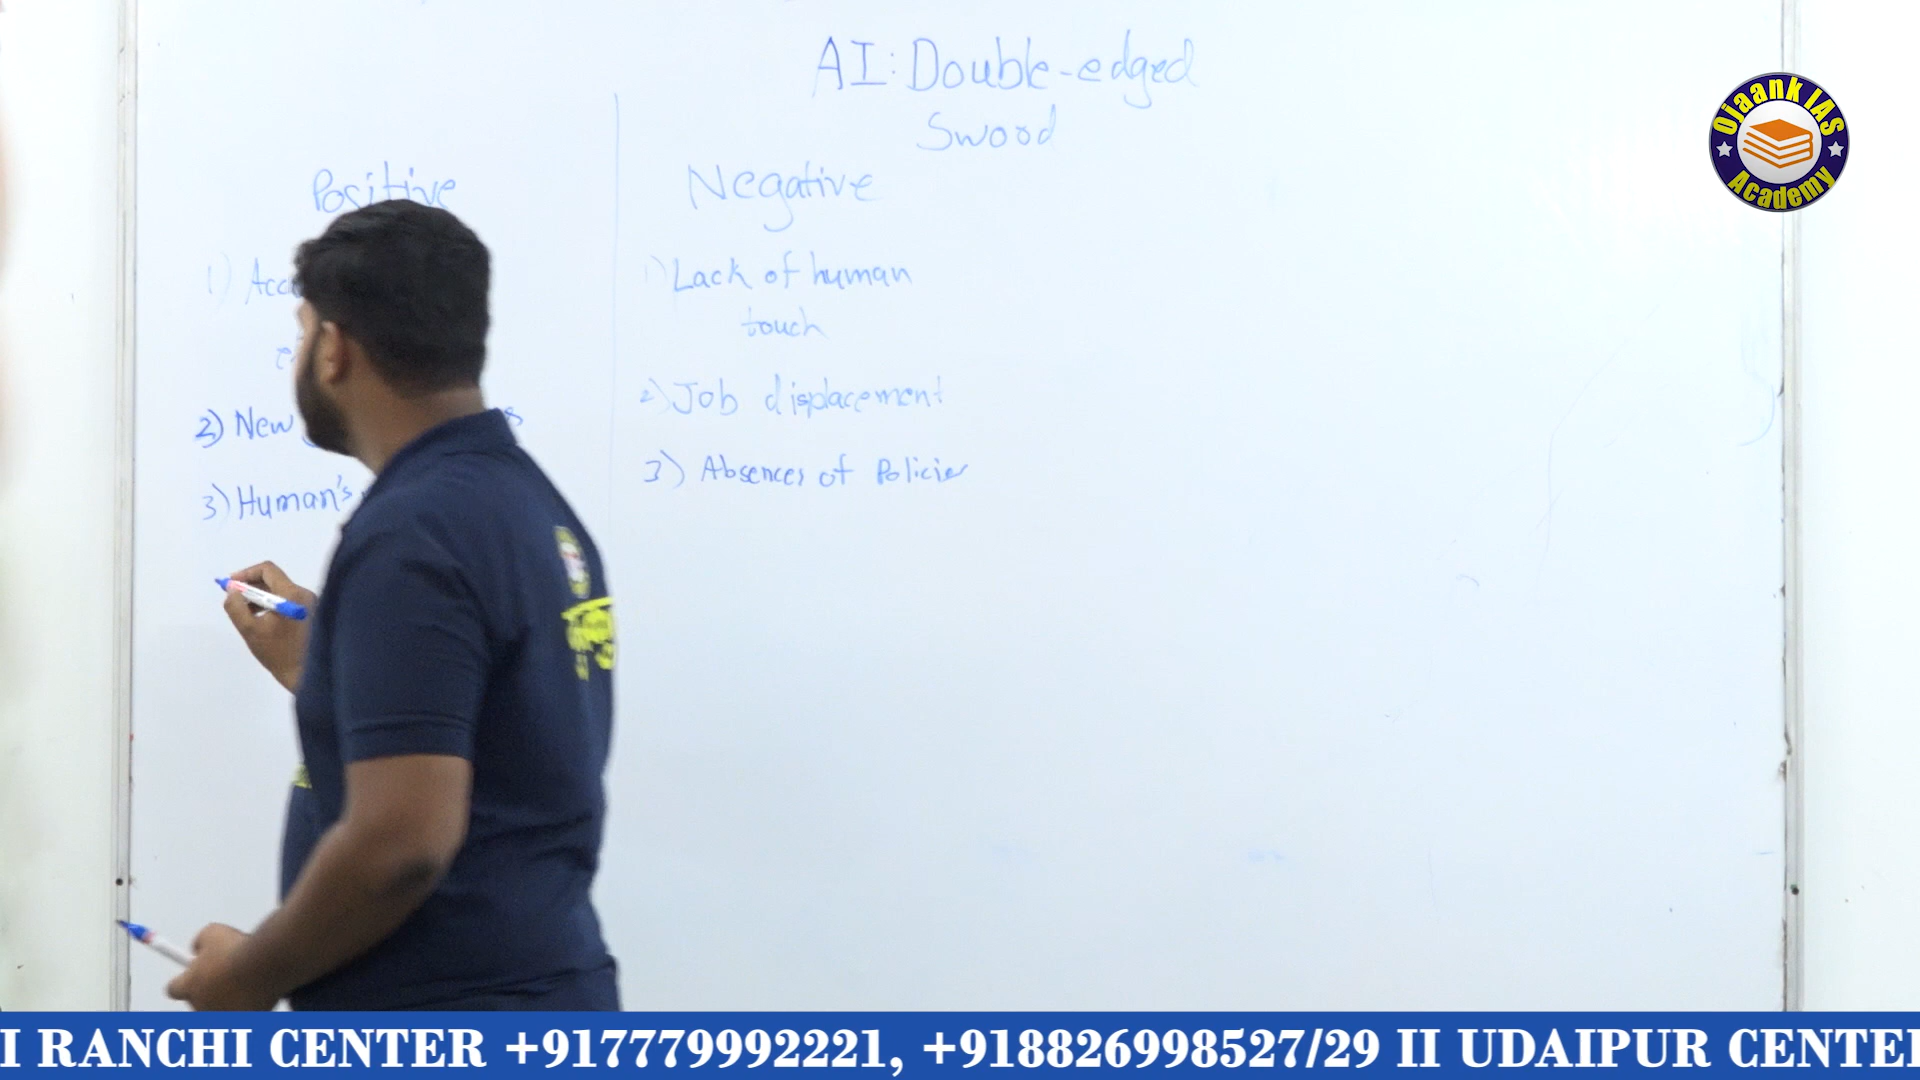 AI: Double-edged
Swood
Positive
1) Acc
2) New
3) Human's
Negative
1) Lack of human
touch
2) Job displacement
3) Absences of Policies
Ojaank IAS
Academy
I RANCHI CENTER +917779992221, +918826998527/29 II UDAIPUR CENTE